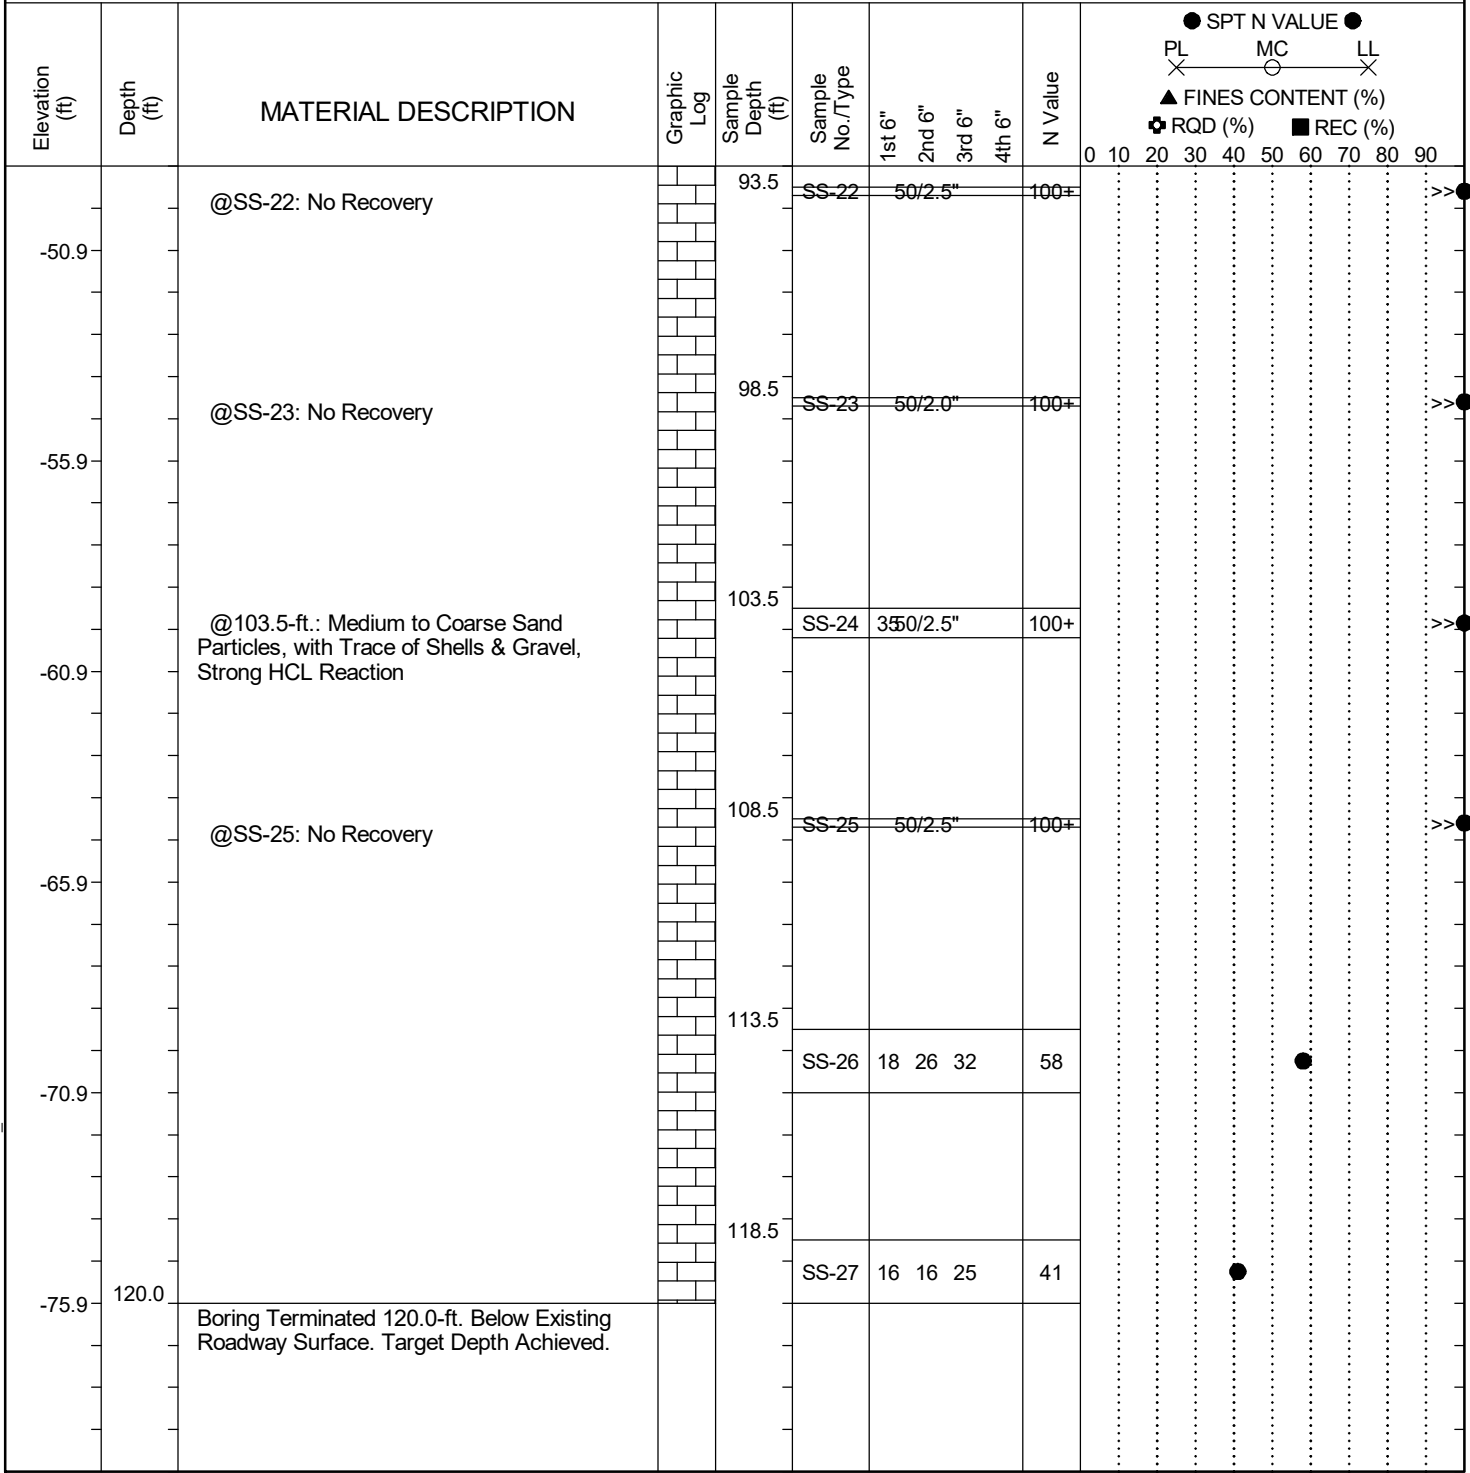 ● SPT N VALUE ●
PL MC LL
▲ FINES CONTENT (%)
RQD (%) ■ REC (%)
Elevation (ft)
Depth (ft)
MATERIAL DESCRIPTION
Graphic Log
Sample Depth (ft)
Sample No./Type
1st 6"
2nd 6"
3rd 6"
4th 6"
N Value
0 10 20 30 40 50 60 70 80 90
93.5
@SS-22: No Recovery SS-22 50/2.5" 100+ >>
-50.9
98.5
@SS-23: No Recovery SS-23 50/2.0" 100+ >>
-55.9
103.5
@103.5-ft.: Medium to Coarse Sand SS-24 35 50/2.5" 100+ >>
Particles, with Trace of Shells & Gravel,
Strong HCL Reaction
-60.9
108.5
@SS-25: No Recovery SS-25 50/2.5" 100+ >>
-65.9
113.5
SS-26 18 26 32 58
-70.9
118.5
SS-27 16 16 25 41
120.0
-75.9
Boring Terminated 120.0-ft. Below Existing
Roadway Surface. Target Depth Achieved.